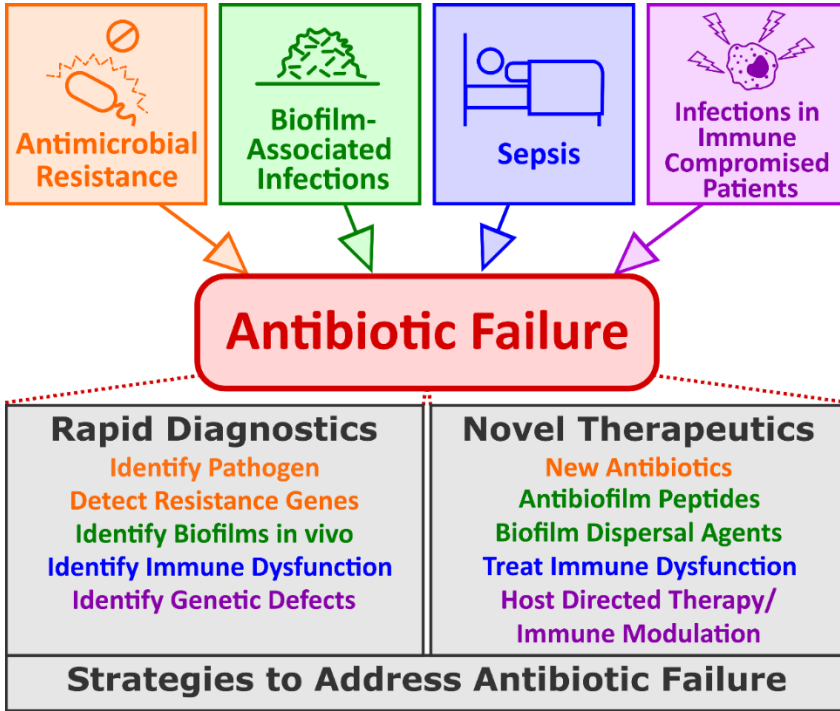 Antimicrobial
Resistance
Biofilm-
Associated
Infections
Sepsis
Infections in
Immune
Compromised
Patients
Antibiotic Failure
Rapid Diagnostics
Identify Pathogen
Detect Resistance Genes
Identify Biofilms in vivo
Identify Immune Dysfunction
Identify Genetic Defects
Novel Therapeutics
New Antibiotics
Antibiofilm Peptides
Biofilm Dispersal Agents
Treat Immune Dysfunction
Host Directed Therapy/
Immune Modulation
Strategies to Address Antibiotic Failure